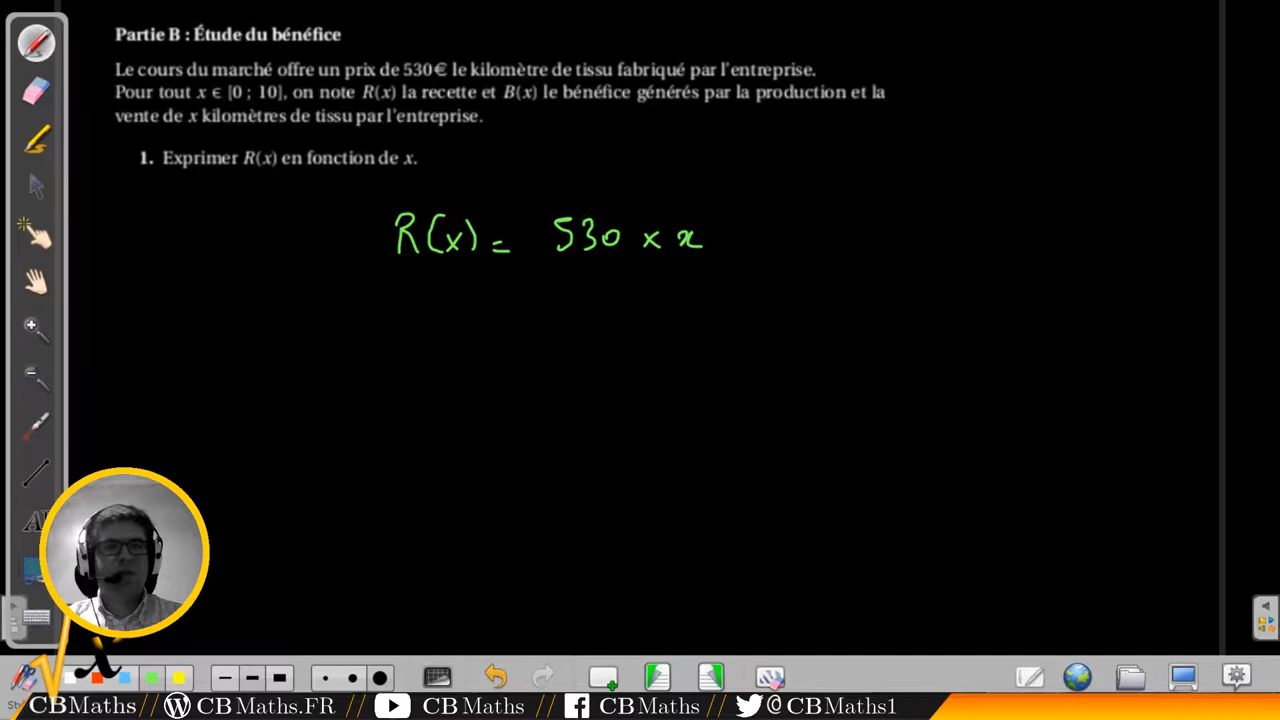 Partie B : Étude du bénéfice
Le cours du marché offre un prix de 530€ le kilomètre de tissu fabriqué par l'entreprise.
Pour tout x ∈ [0 ; 10], on note R(x) la recette et B(x) le bénéfice générés par la production et la
vente de x kilomètres de tissu par l'entreprise.
1. Exprimer R(x) en fonction de x.
R(x) = 530 × x
CBMaths CBMaths.FR CBMaths CBMaths @CBMaths1